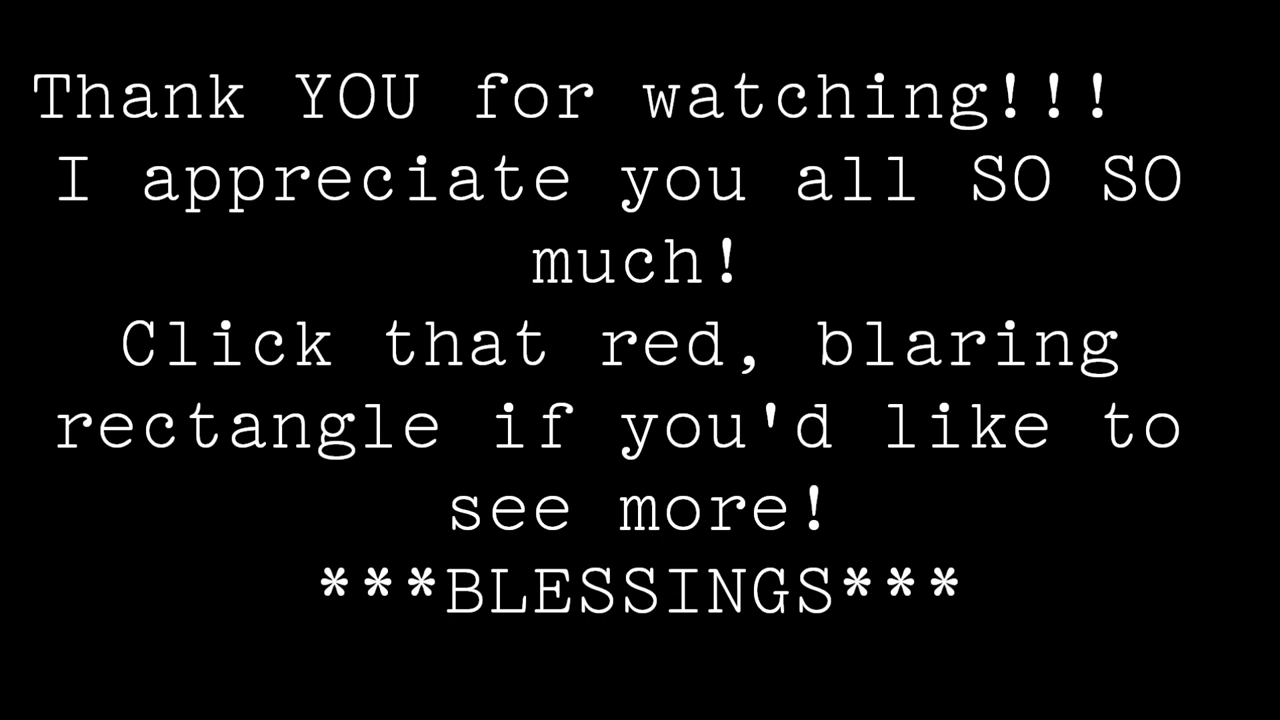 Thank YOU for watching!!!
I appreciate you all SO SO
much!
Click that red, blaring
rectangle if you'd like to
see more!
***BLESSINGS***